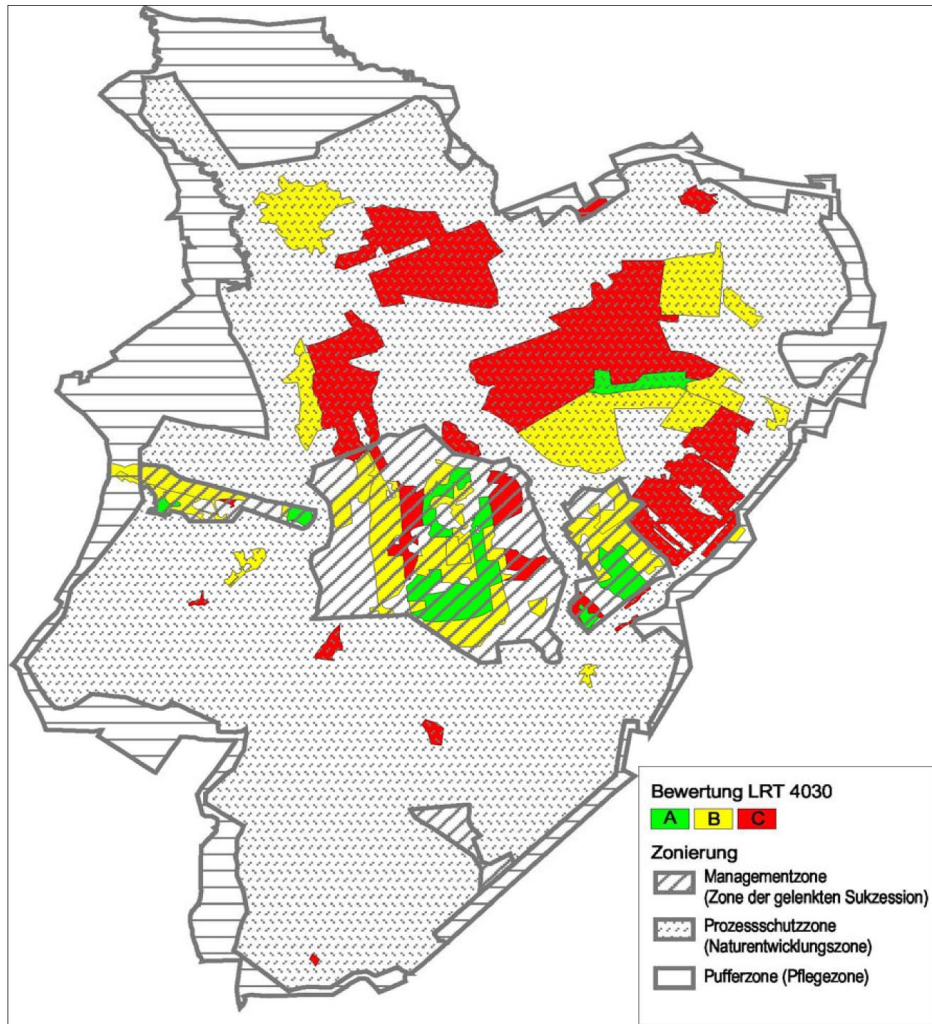 Bewertung LRT 4030
A B C
Zonierung
Managementzone
(Zone der gelenkten Sukzession)
Prozessschutzzone
(Naturentwicklungszone)
Pufferzone (Pflegezone)